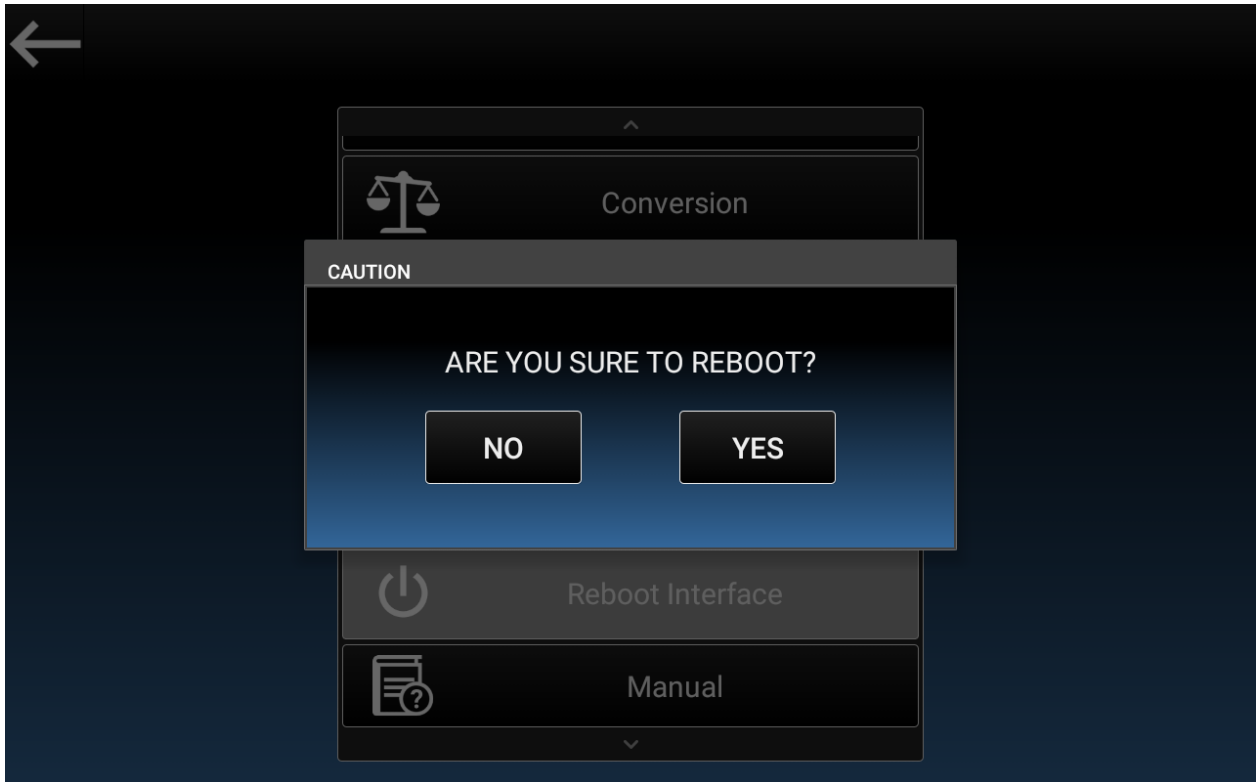 Conversion
CAUTION
ARE YOU SURE TO REBOOT?
NO
YES
Reboot Interface
Manual